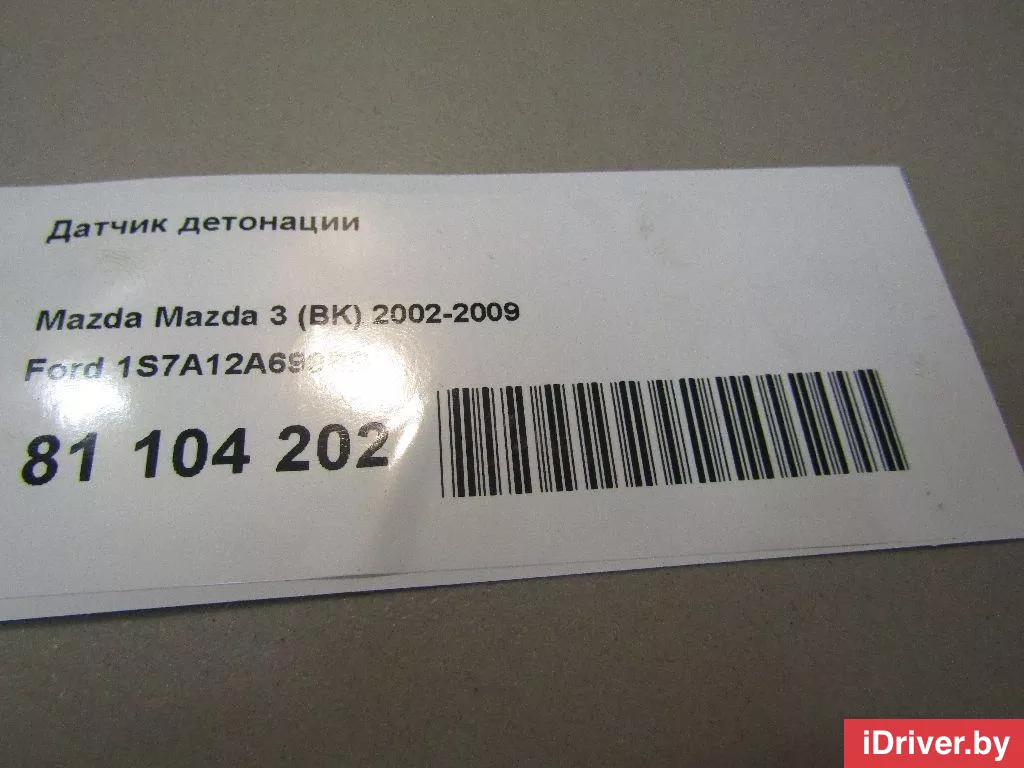 Датчик детонации
Mazda Mazda 3 (BK) 2002-2009
Ford
81 104 202
iDriver.by